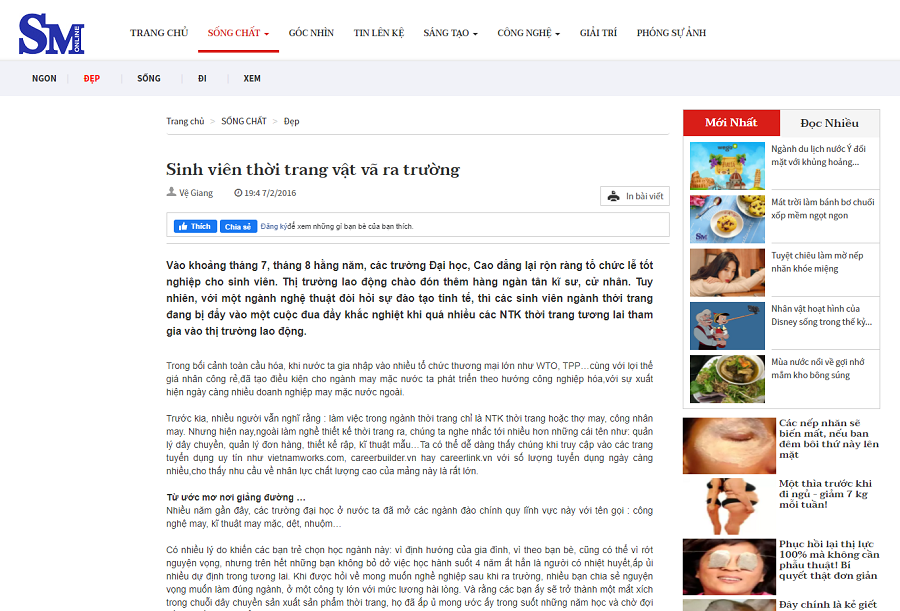 SM ONLINE
TRANG CHỦ
SỐNG CHẤT
GÓC NHÌN
TIN LÊN KỆ
SÁNG TẠO
CÔNG NGHỆ
GIẢI TRÍ
PHÓNG SỰ ẢNH
NGON
ĐẸP
SỐNG
ĐI
XEM
Trang chủ > SỐNG CHẤT > Đẹp
Sinh viên thời trang vật vã ra trường
Vệ Giang
19:4 7/2/2016
In bài viết
Thích
Chia sẻ
Đăng ký để xem những gì bạn bè của bạn thích.
Vào khoảng tháng 7, tháng 8 hằng năm, các trường Đại học, Cao đẳng lại rộn ràng tổ chức lễ tốt
nghiệp cho sinh viên. Thị trường lao động chào đón thêm hàng ngàn tân kĩ sư, cử nhân. Tuy
nhiên, với một ngành nghệ thuật đòi hỏi sự đào tạo tinh tế, thì các sinh viên ngành thời trang
đang bị đẩy vào một cuộc đua đầy khắc nghiệt khi quá nhiều các NTK thời trang tương lai tham
gia vào thị trường lao động.
Trong bối cảnh toàn cầu hóa, khi nước ta gia nhập vào nhiều tổ chức thương mại lớn như WTO, TPP…cùng với lợi thế
giá nhân công rẻ,đã tạo điều kiện cho ngành may mặc nước ta phát triển theo hướng công nghiệp hóa,với sự xuất
hiện ngày càng nhiều doanh nghiệp may mặc nước ngoài.
Trước kia, nhiều người vẫn nghĩ rằng : làm việc trong ngành thời trang chỉ là NTK thời trang hoặc thợ may, công nhân
may. Nhưng hiên nay,ngoài làm nghề thiết kế thời trang ra, chúng ta nghe nhắc tới nhiều hơn những cái tên như: quản
lý dây chuyền, quản lý đơn hàng, thiết kế rập, kĩ thuật mẫu…Ta có thể dễ dàng thấy chúng khi truy cập vào các trang
tuyển dụng uy tín như vietnamworks.com, careerbuilder.vn hay careerlink.vn với số lượng tuyển dụng ngày càng
nhiều,cho thấy nhu cầu về nhân lực chất lượng cao của mảng này là rất lớn.
Từ ước mơ nơi giảng đường …
Nhiều năm gần đây, các trường đại học ở nước ta đã mở các ngành đào chính quy lĩnh vực này với tên gọi : công
nghệ may, kĩ thuật may mặc, dệt, nhuộm…
Có nhiều lý do khiến các bạn trẻ chọn học ngành này: vì định hướng của gia đình, vì theo bạn bè, cũng có thể vì rớt
nguyện vọng, nhưng trên hết những bạn không bỏ dở việc học hành suốt 4 năm ắt hẳn là người có nhiệt huyết,ấp ủ
nhiều dự định trong tương lai. Khi được hỏi về mong muốn nghề nghiệp sau khi ra trường, nhiều bạn chia sẻ nguyện
vọng muốn làm đúng ngành, ở một công ty lớn với mức lương hài lòng. Và rằng các bạn ấy sẽ trở thành một mắt xích
trong chuỗi dây chuyền sản xuất sản phẩm thời trang, họ đã ấp ủ mong ước ấy trong suốt những năm học và chờ đợi
Mới Nhất
Đọc Nhiều
Ngành du lịch nước Ý đối
mặt với khủng hoảng...
Mát trời làm bánh bơ chuối
xốp mềm ngọt ngon
Tuyệt chiêu làm mờ nếp
nhăn khóe miệng
Nhân vật hoạt hình của
Disney sống trong thế kỷ...
Mùa nước nổi về gợi nhớ
mắm kho bông súng
Các nếp nhăn sẽ
biến mất, nếu ban
đêm bôi thứ này lên
mặt
Một thìa trước khi
đi ngủ - giảm 7 kg
mỗi tuần!
Phục hồi lại thị lực
100% mà không cần
phẫu thuật! Bí
quyết thật đơn giản
Đây chính là kẻ giết